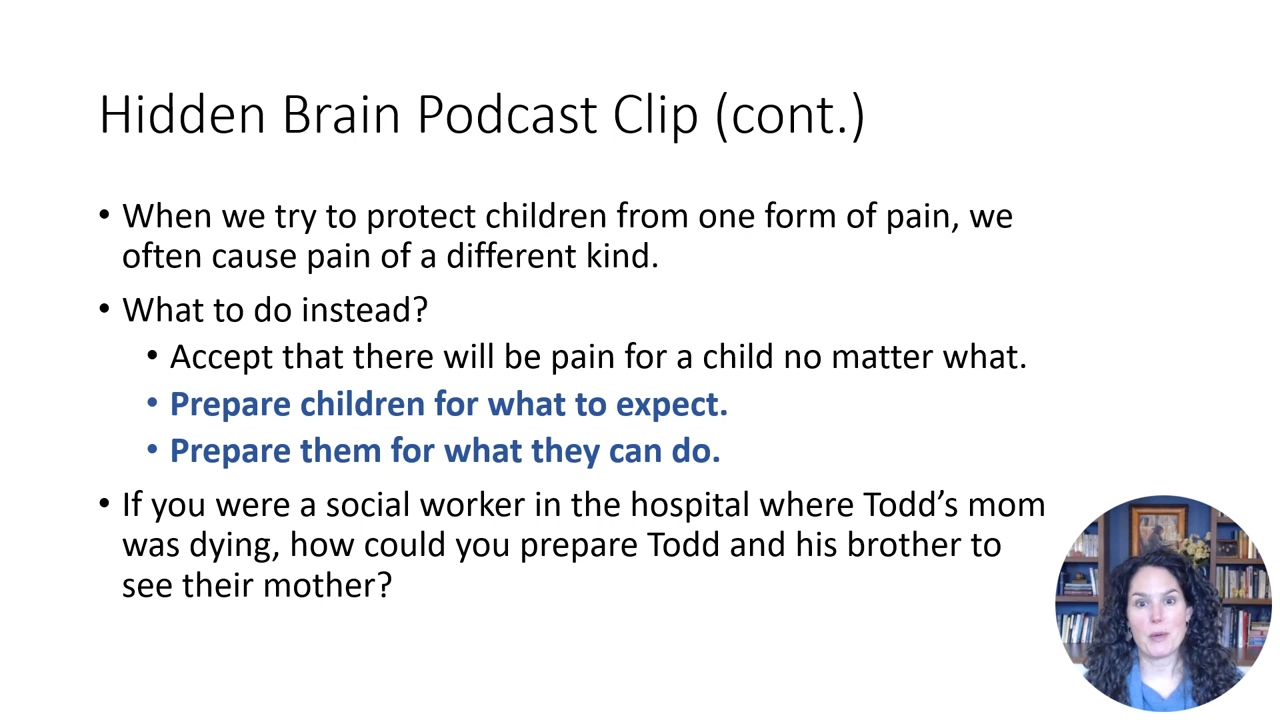 Hidden Brain Podcast Clip (cont.)
• When we try to protect children from one form of pain, we
often cause pain of a different kind.
• What to do instead?
• Accept that there will be pain for a child no matter what.
• Prepare children for what to expect.
• Prepare them for what they can do.
• If you were a social worker in the hospital where Todd’s mom
was dying, how could you prepare Todd and his brother to
see their mother?